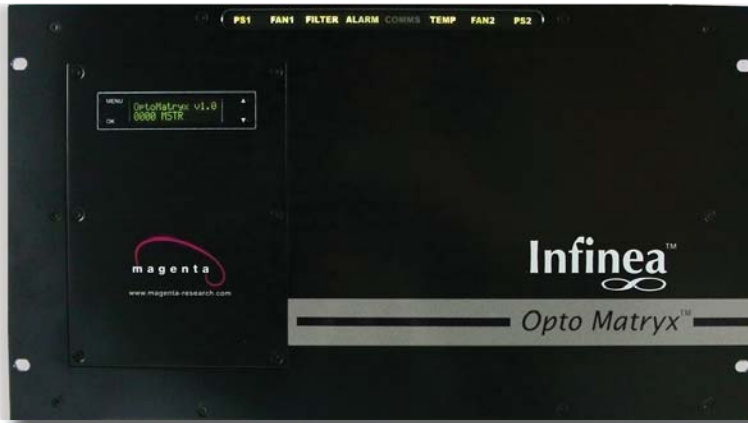 PS1 FAN1 FILTER ALARM COMMS TEMP FAN2 PS2
MENU
OptoMatryx v1.0
0000 MSTR
OK
magenta
www.magenta-research.com
Infinea™
Opto Matryx™